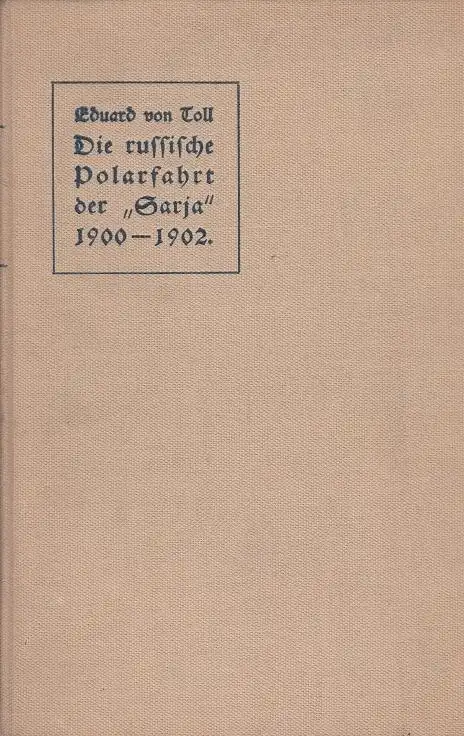 Eduard von Toll
Die russische
Polarfahrt
der „Sarja“
1900—1902.